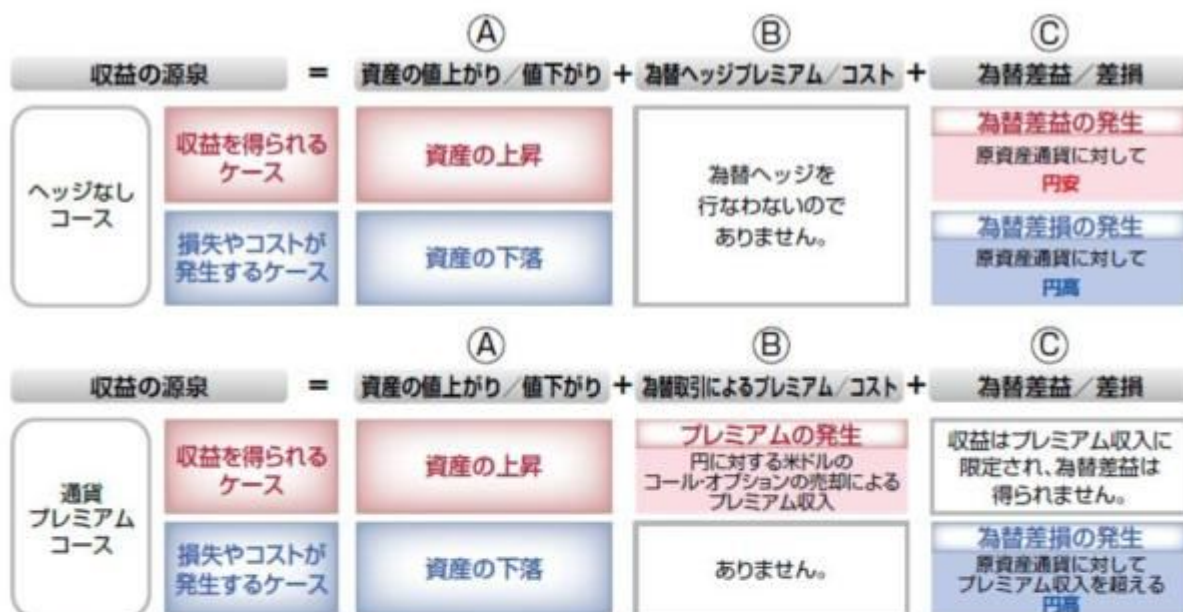 Ⓐ Ⓑ Ⓒ
収益の源泉 = 資産の値上がり／値下がり + 為替ヘッジプレミアム／コスト + 為替差益／差損
ヘッジなし
コース
収益を得られる
ケース
資産の上昇
為替ヘッジを
行なわないので
ありません。
為替差益の発生
原資産通貨に対して
円安
損失やコストが
発生するケース
資産の下落
為替差損の発生
原資産通貨に対して
円高
Ⓐ Ⓑ Ⓒ
収益の源泉 = 資産の値上がり／値下がり + 為替取引によるプレミアム／コスト + 為替差益／差損
通貨
プレミアム
コース
収益を得られる
ケース
資産の上昇
プレミアムの発生
円に対する米ドルの
コール・オプションの売却による
プレミアム収入
収益はプレミアム収入に
限定され、為替差益は
得られません。
損失やコストが
発生するケース
資産の下落
ありません。
為替差損の発生
原資産通貨に対して
プレミアム収入を超える
円高